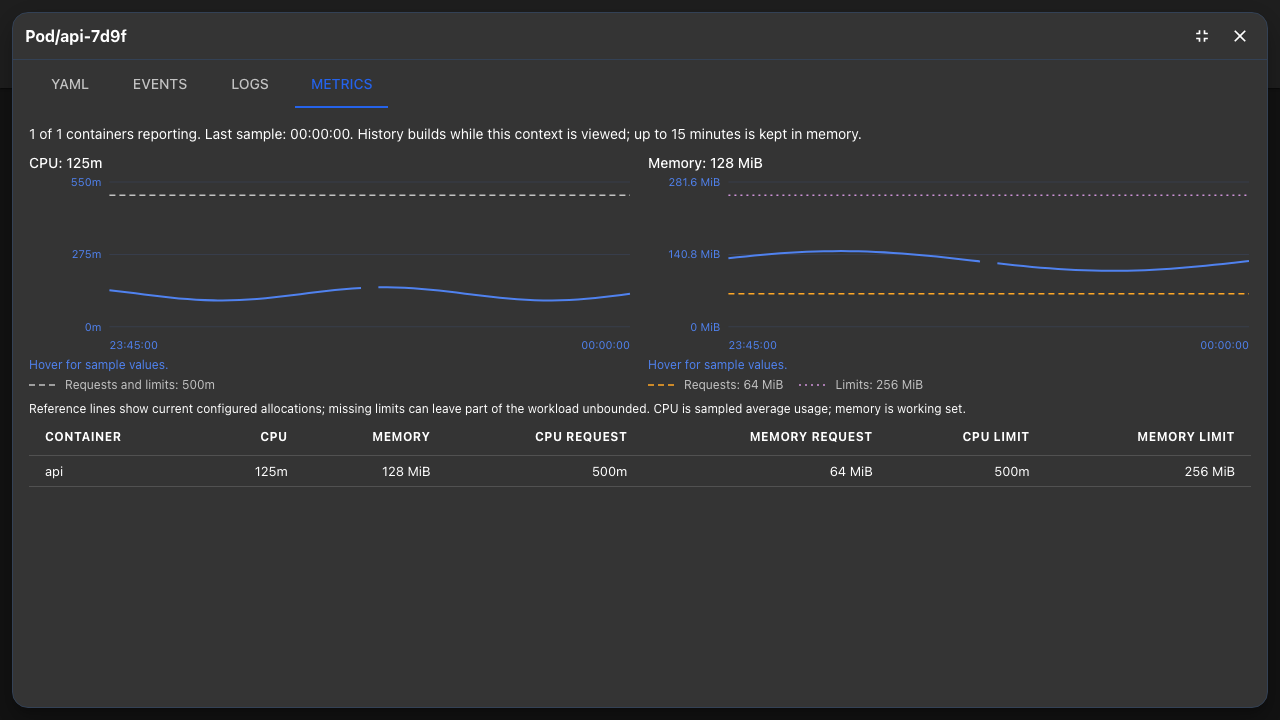 Pod/api-7d9f
YAML EVENTS LOGS METRICS
1 of 1 containers reporting. Last sample: 00:00:00. History builds while this context is viewed; up to 15 minutes is kept in memory.
CPU: 125m
550m
275m
0m
23:45:00 00:00:00
Hover for sample values.
Requests and limits: 500m
Memory: 128 MiB
281.6 MiB
140.8 MiB
0 MiB
23:45:00 00:00:00
Hover for sample values.
Requests: 64 MiB Limits: 256 MiB
Reference lines show current configured allocations; missing limits can leave part of the workload unbounded. CPU is sampled average usage; memory is working set.
CONTAINER CPU MEMORY CPU REQUEST MEMORY REQUEST CPU LIMIT MEMORY LIMIT
api 125m 128 MiB 500m 64 MiB 500m 256 MiB